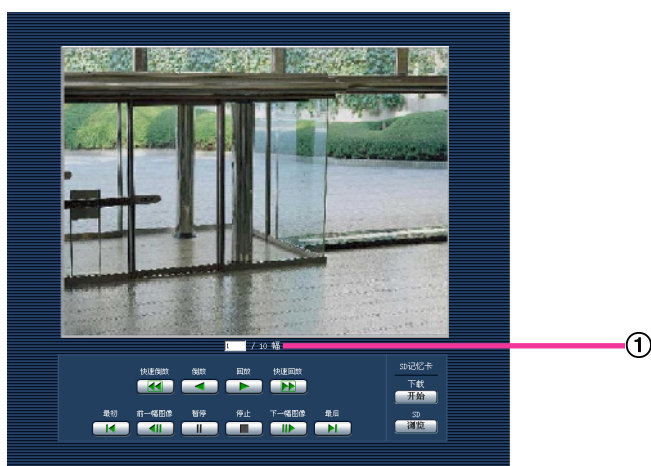 1 / 10 幅
①
快速倒放 倒放 回放 快速回放
SD记忆卡
下载
开始
最初 前一幅图像 暂停 停止 下一幅图像 最后
SD
浏览